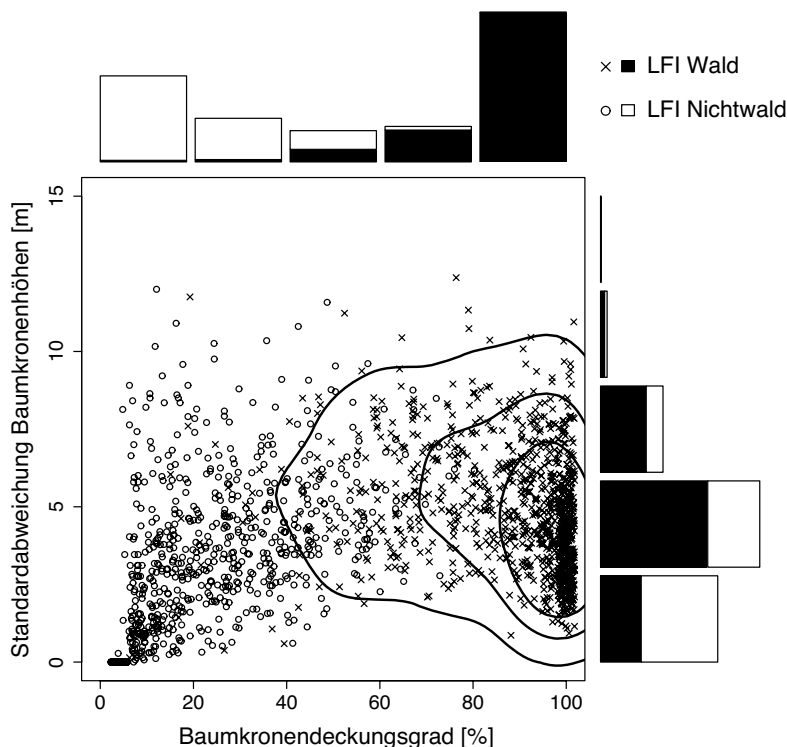 LFI Wald
LFI Nichtwald
Standardabweichung Baumkronenhöhen [m]
15
10
5
0
0 20 40 60 80 100
Baumkronendeckungsgrad [%]